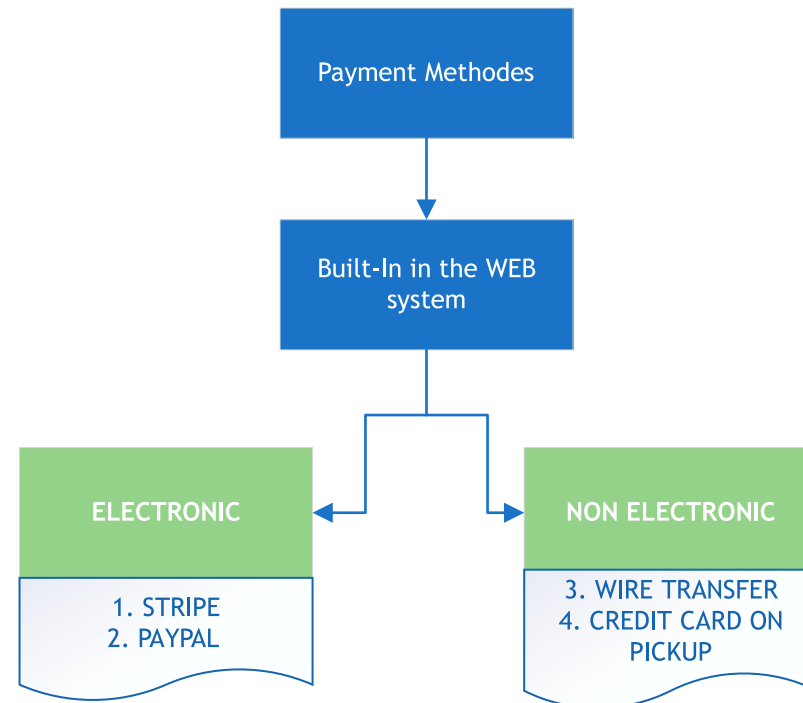 Payment Methodes
Built-In in the WEB
system
ELECTRONIC
NON ELECTRONIC
1. STRIPE
2. PAYPAL
3. WIRE TRANSFER
4. CREDIT CARD ON
PICKUP